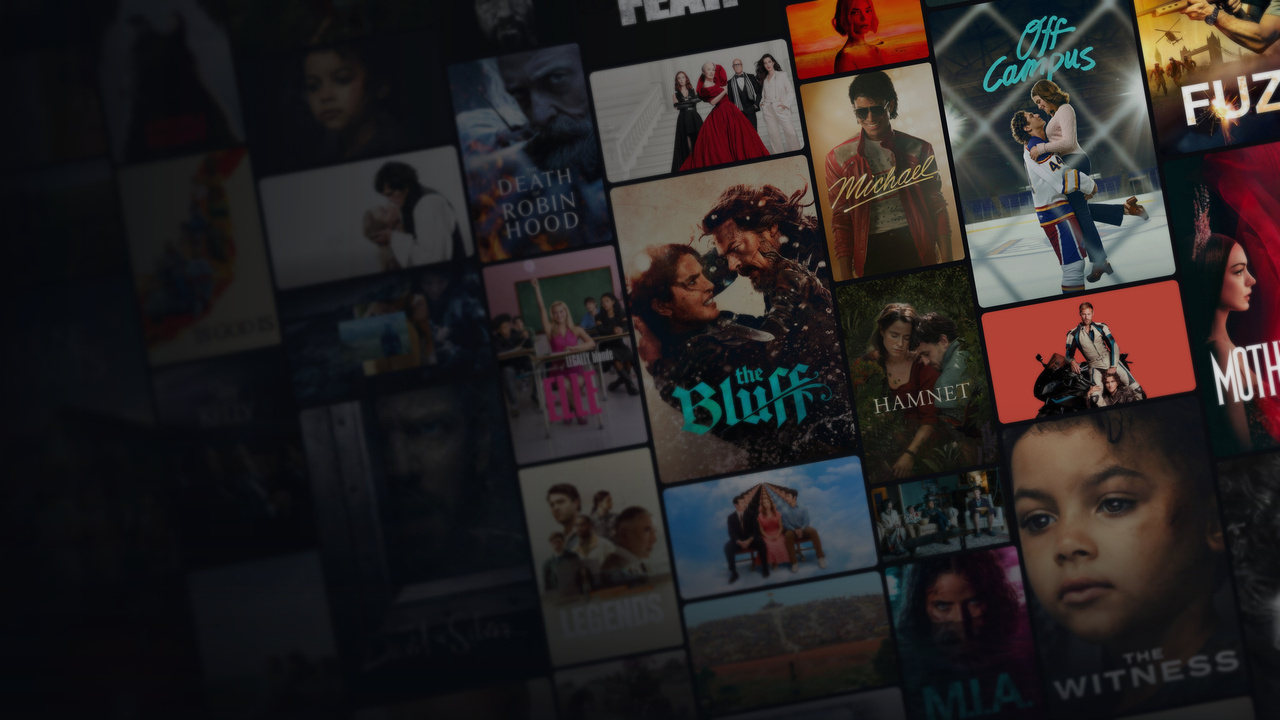 FEAR
Off
Campus
FUZ
DEATH
ROBIN
HOOD
Michael
LEGALLY blonde
ELLE
the
Bluff
HAMNET
MOTH
LEGENDS
THE
WITNESS
M.I.A.